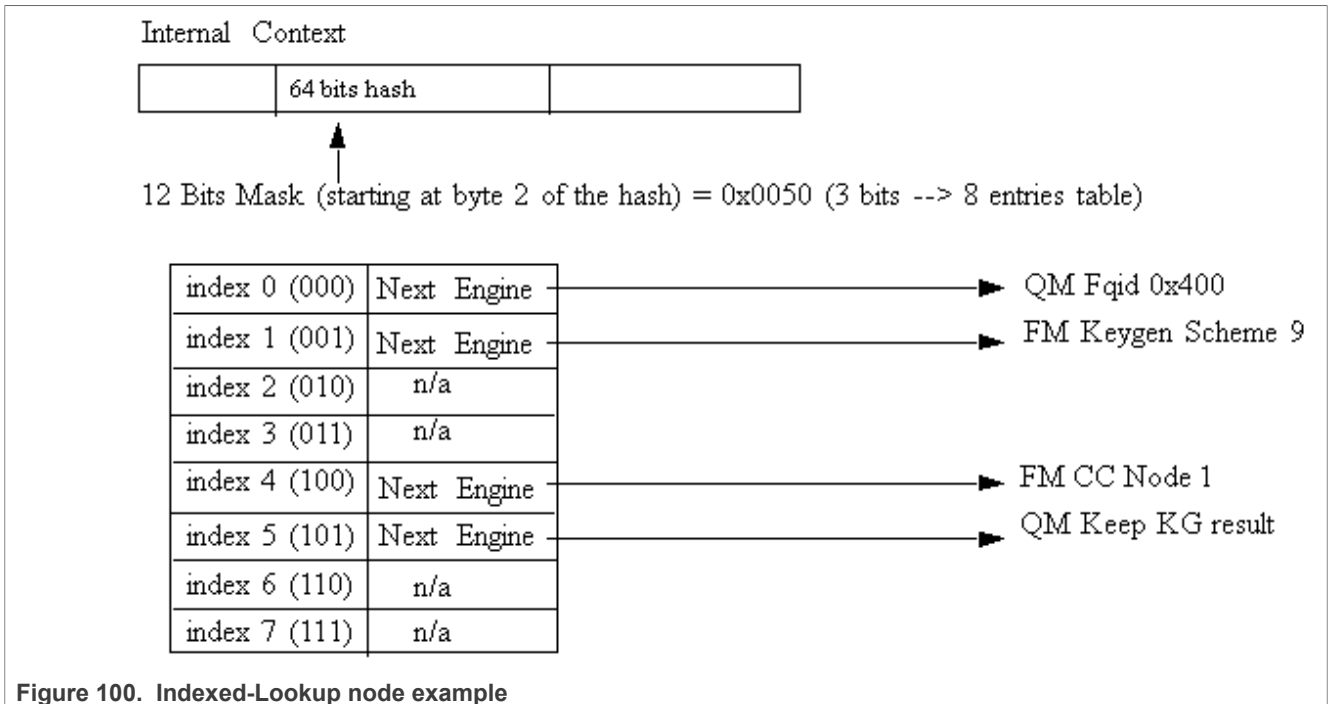 Internal Context
64 bits hash
12 Bits Mask (starting at byte 2 of the hash) = 0x0050 (3 bits --> 8 entries table)
index 0 (000) Next Engine QM Fqid 0x400
index 1 (001) Next Engine FM Keygen Scheme 9
index 2 (010) n/a
index 3 (011) n/a
index 4 (100) Next Engine FM CC Node 1
index 5 (101) Next Engine QM Keep KG result
index 6 (110) n/a
index 7 (111) n/a
Figure 100. Indexed-Lookup node example